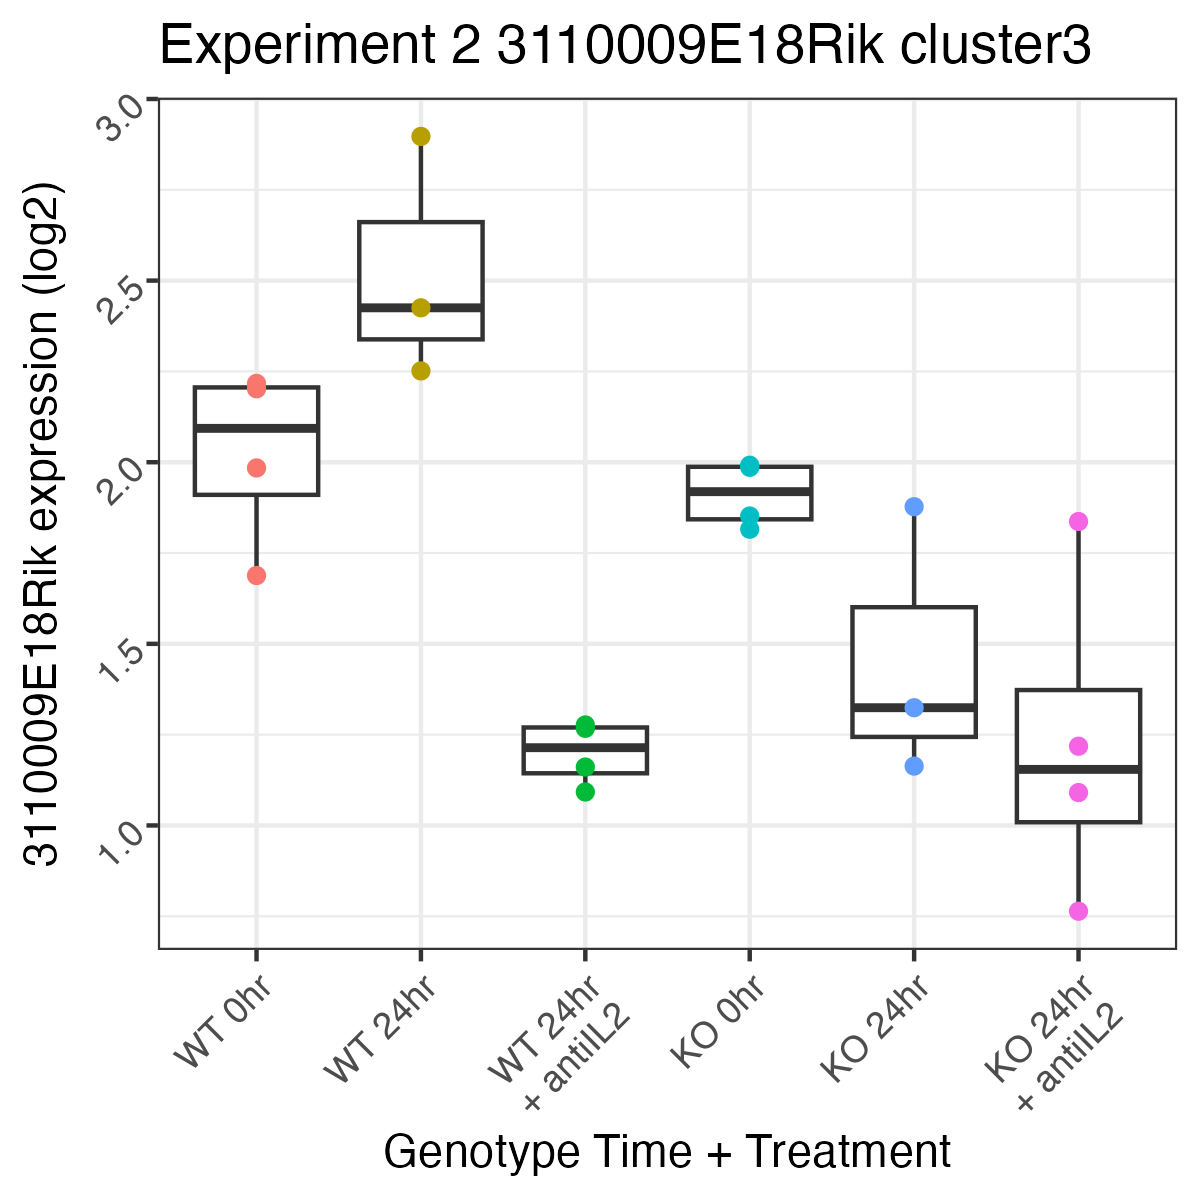 Experiment 2 3110009E18Rik cluster3
3110009E18Rik expression (log2)
3.0
2.5
2.0
1.5
1.0
WT 0hr
WT 24hr
WT 24hr
+ antiIL2
KO 0hr
KO 24hr
KO 24hr
+ antiIL2
Genotype Time + Treatment